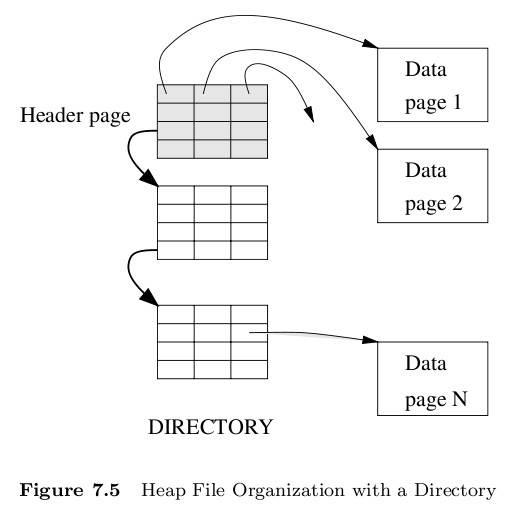 Data
page 1
Header page
Data
page 2
Data
page N
DIRECTORY
Figure 7.5 Heap File Organization with a Directory